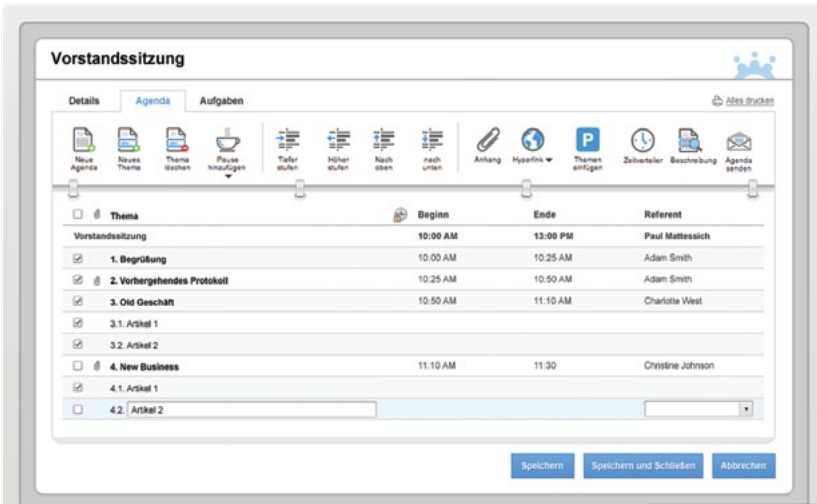 Vorstandssitzung
Details Agenda Aufgaben Alles drucken
Neue Agenda Neues Thema Thema löschen Pause hinzufügen Tiefer stufen Höher stufen Nach oben nach unten Anhang Hyperlink Themen einfügen Zeitverteiler Beschreibung Agenda senden
Thema Beginn Ende Referent
Vorstandssitzung 10:00 AM 13:00 PM Paul Mattessich
1. Begrüßung 10:00 AM 10:25 AM Adam Smith
2. Vorhergehendes Protokoll 10:25 AM 10:50 AM Adam Smith
3. Old Geschäft 10:50 AM 11:10 AM Charlotte West
3.1. Artikel 1
3.2. Artikel 2
4. New Business 11:10 AM 11:30 Christine Johnson
4.1. Artikel 1
4.2. Artikel 2
Speichern Speichern und Schließen Abbrechen